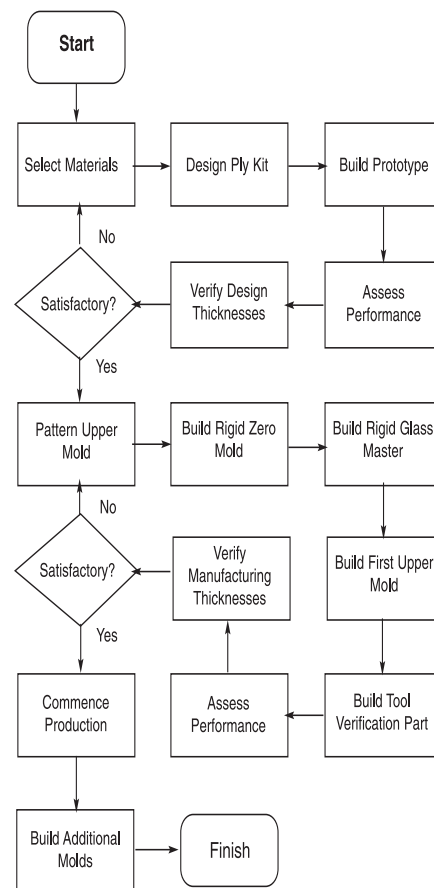 Start
Select Materials
Design Ply Kit
Build Prototype
No
Satisfactory?
Verify Design
Thicknesses
Assess
Performance
Yes
Pattern Upper
Mold
Build Rigid Zero
Mold
Build Rigid Glass
Master
No
Satisfactory?
Verify
Manufacturing
Thicknesses
Build First Upper
Mold
Yes
Commence
Production
Assess
Performance
Build Tool
Verification Part
Build Additional
Molds
Finish